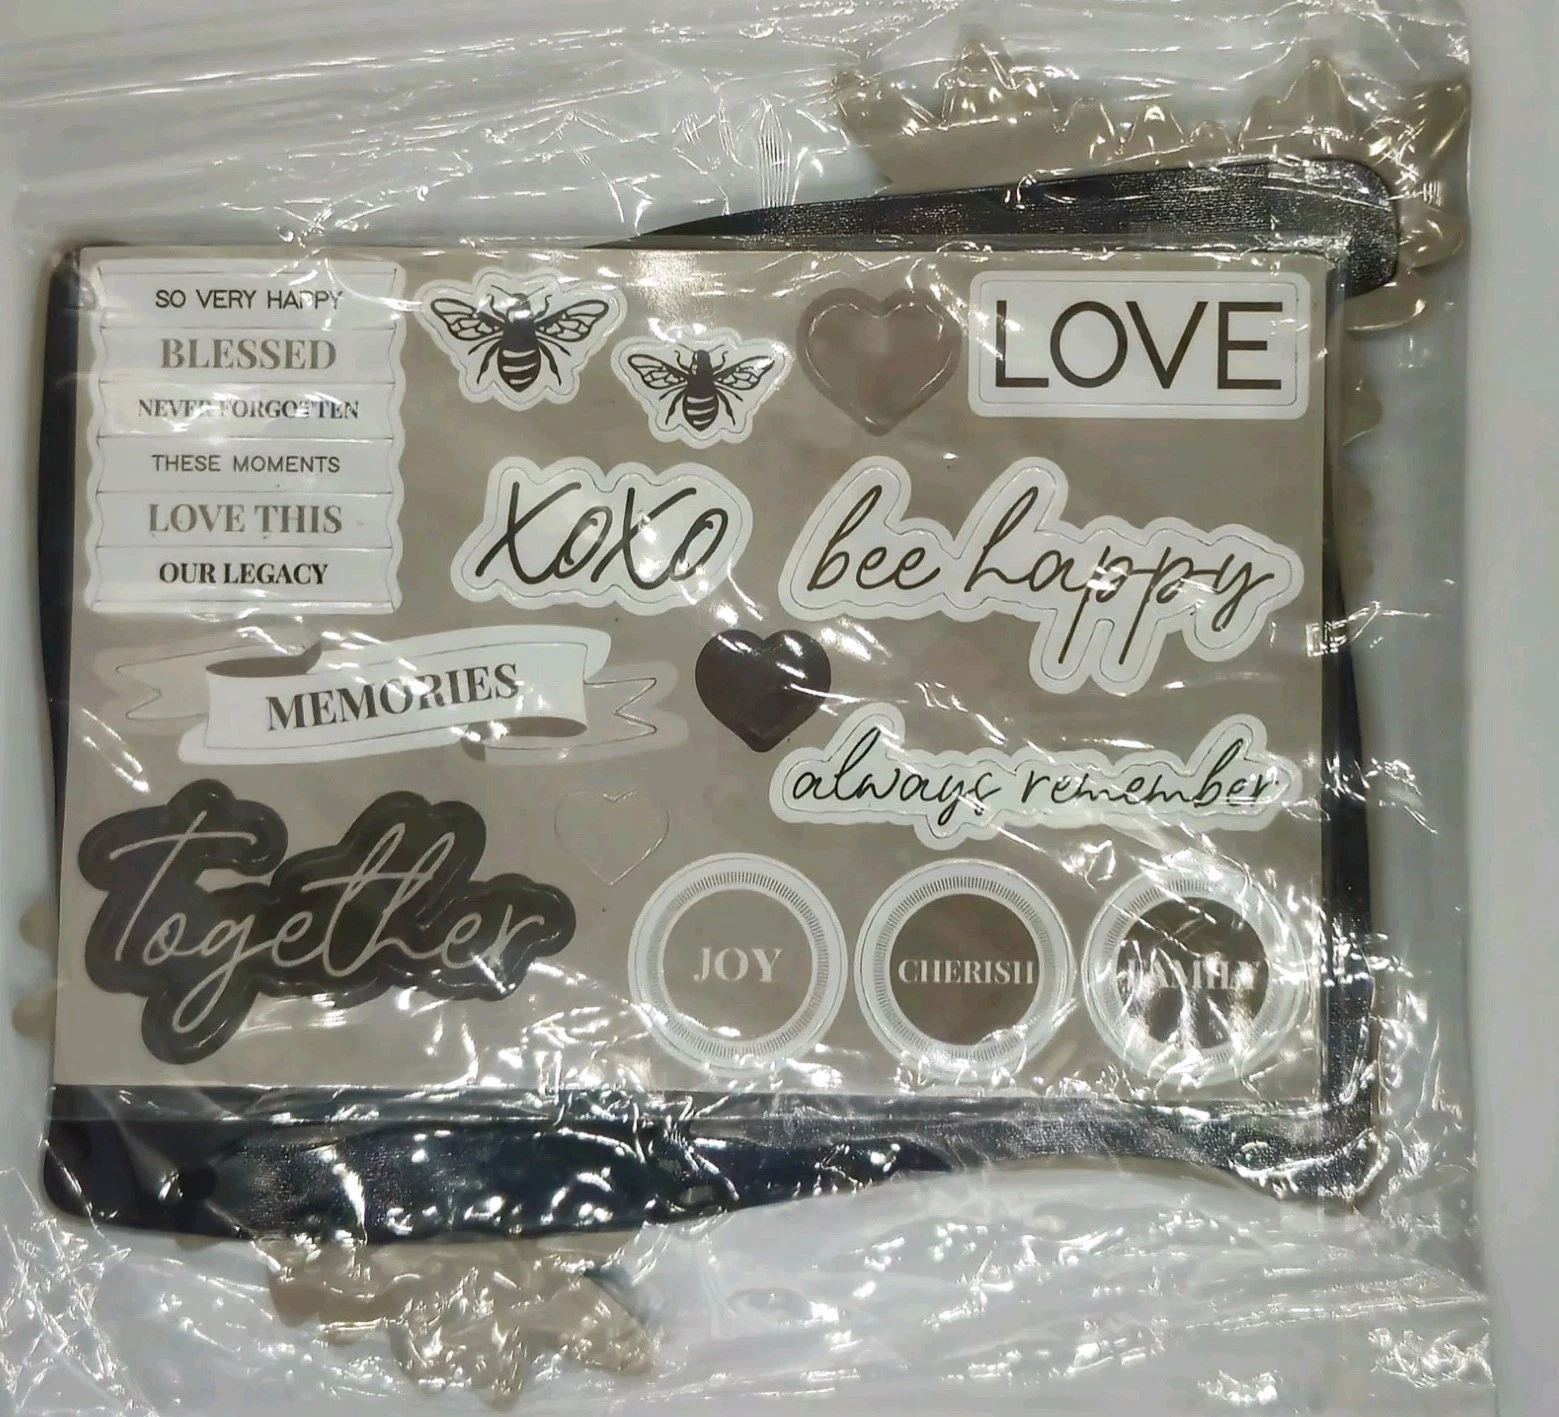 SO VERY HAPPY
BLESSED
NEVER FORGOTTEN
THESE MOMENTS
LOVE THIS
OUR LEGACY
LOVE
xoxo
bee happy
MEMORIES
always remember
Together
JOY
CHERISH
FAMILY